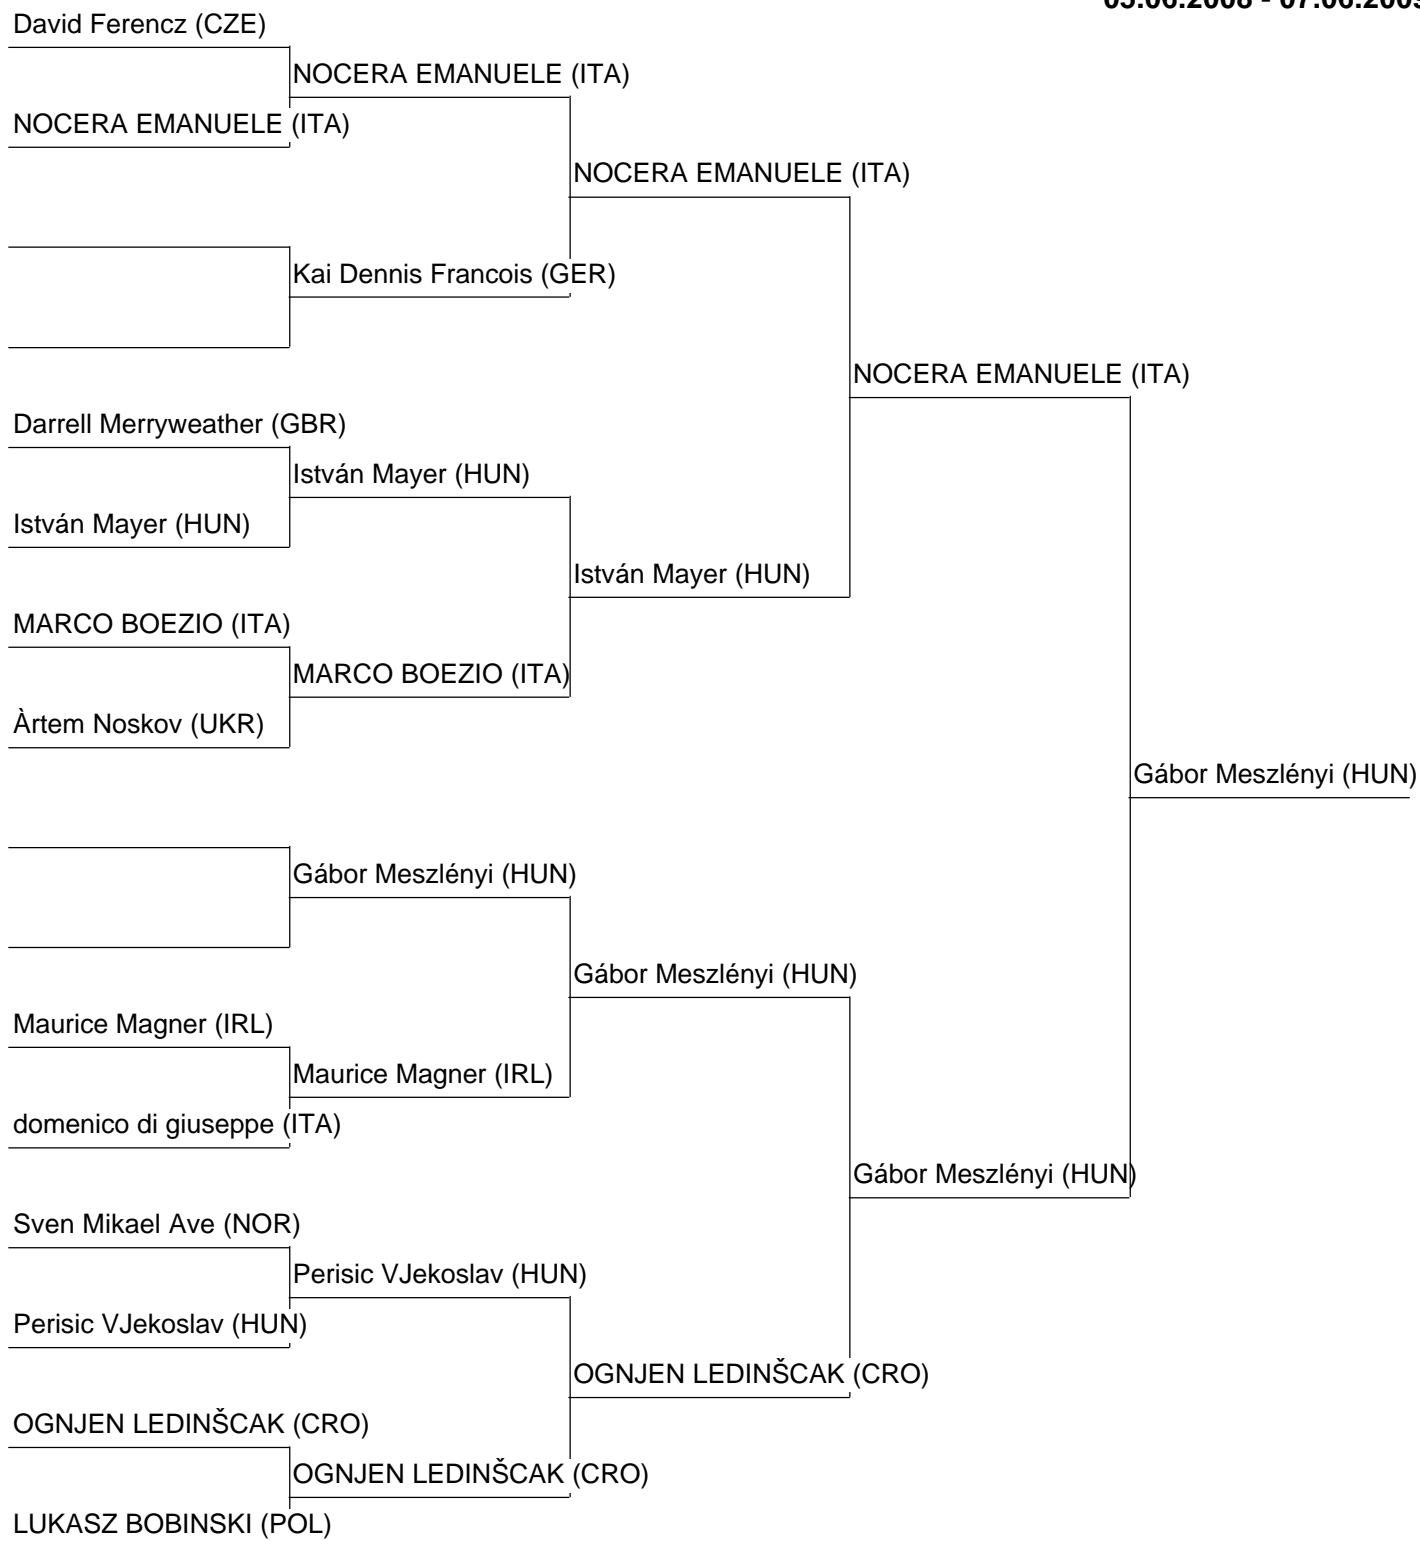 David Ferencz (CZE)
NOCERA EMANUELE (ITA)
NOCERA EMANUELE (ITA)
NOCERA EMANUELE (ITA)
Kai Dennis Francois (GER)
NOCERA EMANUELE (ITA)
Darrell Merryweather (GBR)
István Mayer (HUN)
István Mayer (HUN)
István Mayer (HUN)
MARCO BOEZIO (ITA)
MARCO BOEZIO (ITA)
Àrtem Noskov (UKR)
Gábor Meszlényi (HUN)
Gábor Meszlényi (HUN)
Gábor Meszlényi (HUN)
Maurice Magner (IRL)
Maurice Magner (IRL)
domenico di giuseppe (ITA)
Gábor Meszlényi (HUN)
Sven Mikael Ave (NOR)
Perisic VJekoslav (HUN)
Perisic VJekoslav (HUN)
OGNJEN LEDINŠCAK (CRO)
OGNJEN LEDINŠCAK (CRO)
OGNJEN LEDINŠCAK (CRO)
LUKASZ BOBINSKI (POL)